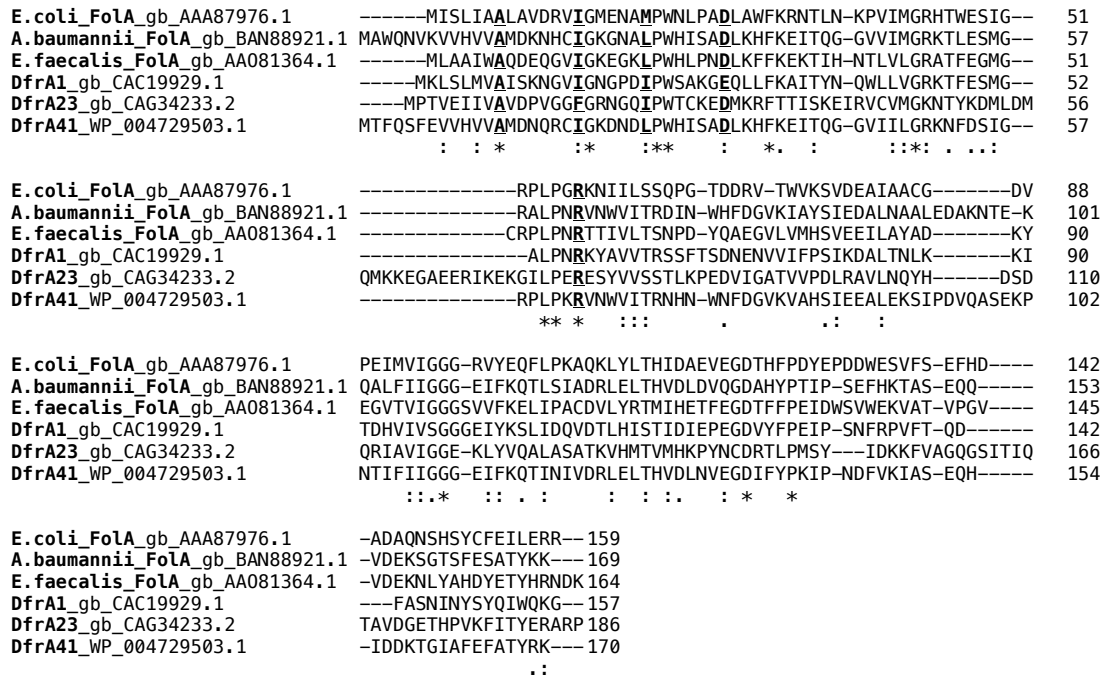 E.coli_FolA_gb_AAA87976.1 ------MISLIAALAVDRVIGMENAMPWNLPADLAWFKRNTLN-KPVIMGRHTWESIG-- 51
A.baumannii_FolA_gb_BAN88921.1 MAWQNVKVVHVVAMDKNHCIGKGNALPWHISADLKHFKEITQG-GVVIMGRKTLESMG-- 57
E.faecalis_FolA_gb_AAO81364.1 ------MLAAIWAQDEQGVIGKEGKLPWHLPNDLKFFKEKTIH-NTLVLGRATFEGMG-- 51
DfrA1_gb_CAC19929.1 -----MKLSLMVAISKNGVIGNGPDIPWSAKGEQLLFKAITYN-QWLLVGRKTFESMG-- 52
DfrA23_gb_CAG34233.2 ----MPTVEIIVAVDPVGGFGRNGQIPWTCKEDMKRFTTISKEIRVCVMGKNTYKDMLDM 56
DfrA41_WP_004729503.1 MTFQSFEVVHVVAMDNQRCIGKDNDLPWHISADLKHFKEITQG-GVIILGRKNFDSIG-- 57
: : * :* :** : *. : ::*: . ..:
E.coli_FolA_gb_AAA87976.1 --------------RPLPGRKNIILSSQPG-TDDRV-TWVKSVDEAIAACG-------DV 88
A.baumannii_FolA_gb_BAN88921.1 --------------RALPNRVNWVITRDIN-WHFDGVKIAYSIEDALNAALEDAKNTE-K 101
E.faecalis_FolA_gb_AAO81364.1 -------------CRPLPNRTTIVLTSNPD-YQAEGVLVMHSVEEILAYAD-------KY 90
DfrA1_gb_CAC19929.1 ---------------ALPNRKYAVVTRSSFTSDNENVVIFPSIKDALTNLK-------KI 90
DfrA23_gb_CAG34233.2 QMKKEGAEERIKEKGILPERESYVVSSTLKPEDVIGATVVPDLRAVLNQYH------DSD 110
DfrA41_WP_004729503.1 --------------RPLPKRVNWVITRNHN-WNFDGVKVAHSIEEALEKSIPDVQASEKP 102
** * ::: . .: :
E.coli_FolA_gb_AAA87976.1 PEIMVIGGG-RVYEQFLPKAQKLYLTHIDAEVEGDTHFPDYEPDDWESVFS-EFHD---- 142
A.baumannii_FolA_gb_BAN88921.1 QALFIIGGG-EIFKQTLSIADRLELTHVDLDVQGDAHYPTIP-SEFHKTAS-EQQ----- 153
E.faecalis_FolA_gb_AAO81364.1 EGVTVIGGGSVVFKELIPACDVLYRTMIHETFEGDTFFPEIDWSVWEKVAT-VPGV---- 145
DfrA1_gb_CAC19929.1 TDHVIVSGGGEIYKSLIDQVDTLHISTIDIEPEGDVYFPEIP-SNFRPVFT-QD------ 142
DfrA23_gb_CAG34233.2 QRIAVIGGE-KLYVQALASATKVHMTVMHKPYNCDRTLPMSY---IDKKFVAGQGSITIQ 166
DfrA41_WP_004729503.1 NTIFIIGGG-EIFKQTINIVDRLELTHVDLNVEGDIFYPKIP-NDFVKIAS-EQH----- 154
::.* :: . : : : :. : * *
E.coli_FolA_gb_AAA87976.1 -ADAQNSHSYCFEILERR--159
A.baumannii_FolA_gb_BAN88921.1 -VDEKSGTSFESATYKK---169
E.faecalis_FolA_gb_AAO81364.1 -VDEKNLYAHDYETYHRNDK164
DfrA1_gb_CAC19929.1 ---FASNINYSYQIWQKG--157
DfrA23_gb_CAG34233.2 TAVDGETHPVKFITYERARP186
DfrA41_WP_004729503.1 -IDDKTGIAFEFATYRK---170
.: